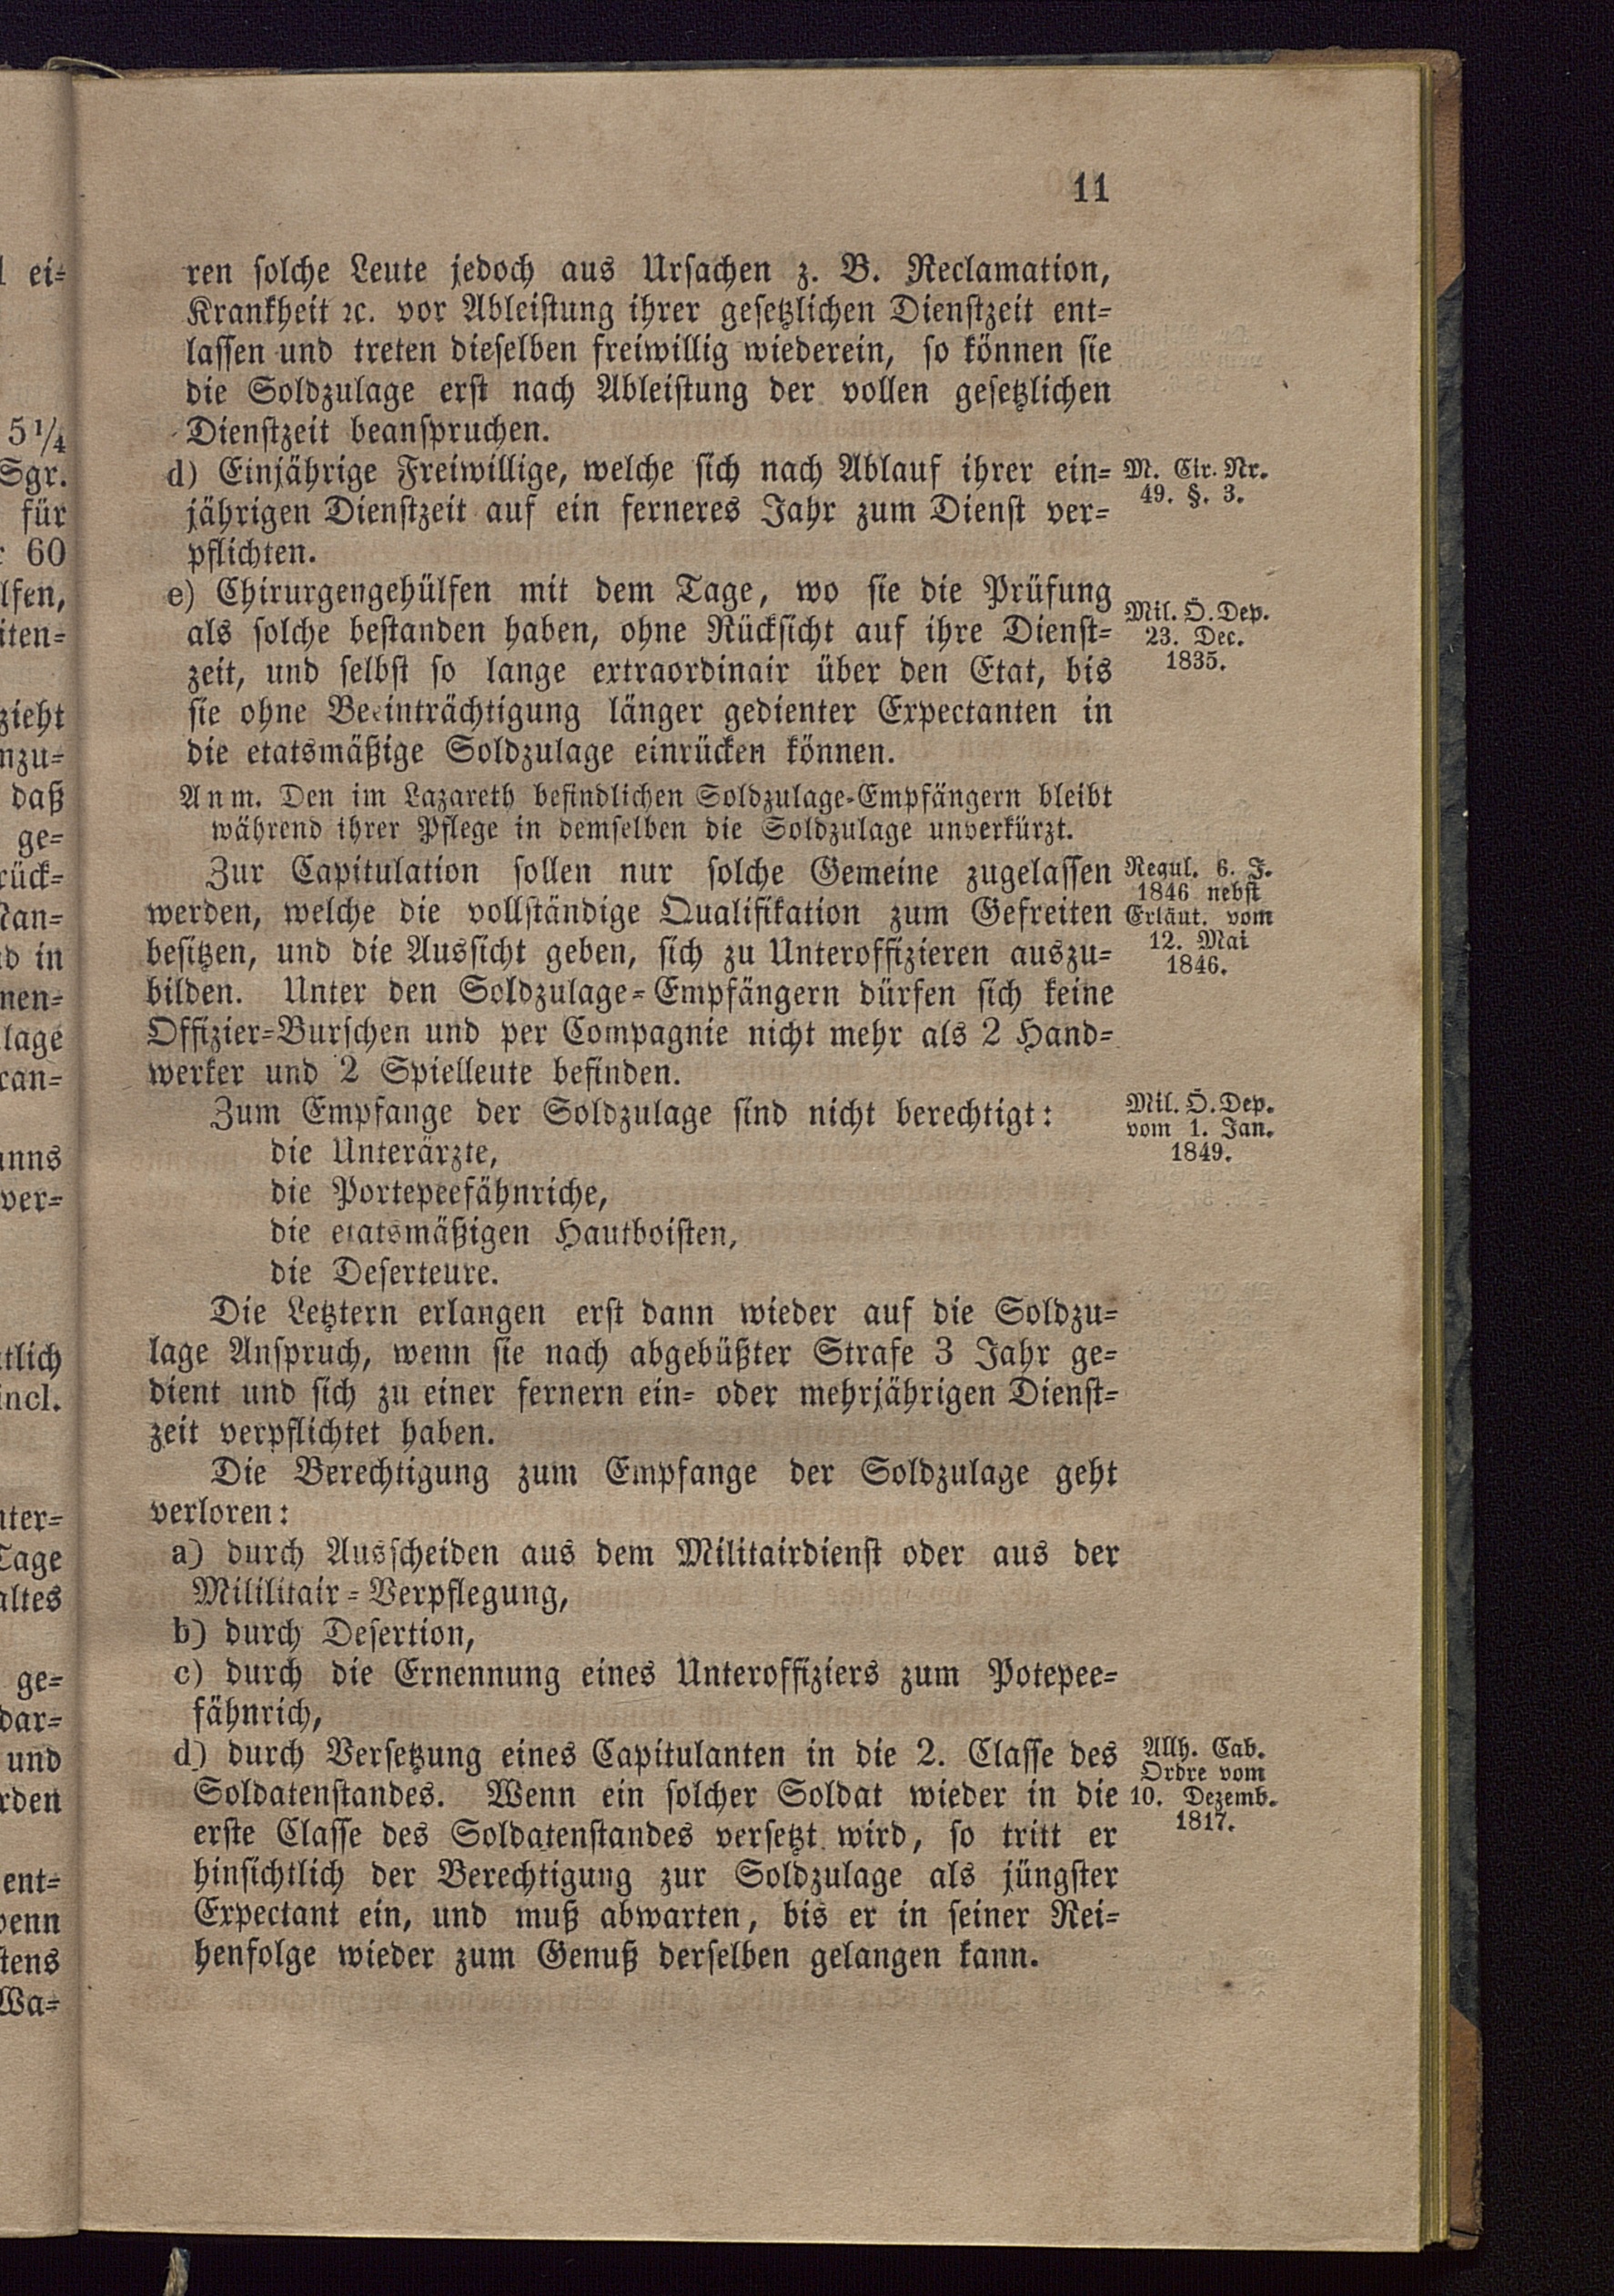 11
ren solche Leute jedoch aus Ursachen z. B. Reclamation,
Krankheit ꝛc. vor Ableistung ihrer gesetzlichen Dienstzeit ent-
lassen und treten dieselben freiwillig wiederein, so können sie
die Soldzulage erst nach Ableistung der vollen gesetzlichen
Dienstzeit beanspruchen.
d) Einjährige Freiwillige, welche sich nach Ablauf ihrer ein-
jährigen Dienstzeit auf ein ferneres Jahr zum Dienst ver-
pflichten.
M. Cir. Nr.
49. §. 3.
e) Chirurgengehülfen mit dem Tage, wo sie die Prüfung
als solche bestanden haben, ohne Rücksicht auf ihre Dienst-
zeit, und selbst so lange extraordinair über den Etat, bis
sie ohne Beeinträchtigung länger gedienter Expectanten in
die etatsmäßige Soldzulage einrücken können.
Mil. Ö. Dep.
23. Dec.
1835.
Anm. Den im Lazareth befindlichen Soldzulage-Empfängern bleibt
während ihrer Pflege in demselben die Soldzulage unverkürzt.
Zur Capitulation sollen nur solche Gemeine zugelassen
werden, welche die vollständige Qualifikation zum Gefreiten
besitzen, und die Aussicht geben, sich zu Unteroffizieren auszu-
bilden. Unter den Soldzulage-Empfängern dürfen sich keine
Offizier-Burschen und per Compagnie nicht mehr als 2 Hand-
werker und 2 Spielleute befinden.
Regul. 6. J.
1846 nebst
Erläut. vom
12. Mai
1846.
Zum Empfange der Soldzulage sind nicht berechtigt:
die Unterärzte,
die Portepeefähnriche,
die etatsmäßigen Hautboisten,
die Deserteure.
Mil. Ö. Dep.
vom 1. Jan.
1849.
Die Letztern erlangen erst dann wieder auf die Soldzu-
lage Anspruch, wenn sie nach abgebüßter Strafe 3 Jahr ge-
dient und sich zu einer fernern ein- oder mehrjährigen Dienst-
zeit verpflichtet haben.
Die Berechtigung zum Empfange der Soldzulage geht
verloren:
a) durch Ausscheiden aus dem Militairdienst oder aus der
Mililitair-Verpflegung,
b) durch Desertion,
c) durch die Ernennung eines Unteroffiziers zum Potepee-
fähnrich,
d) durch Versetzung eines Capitulanten in die 2. Classe des
Soldatenstandes. Wenn ein solcher Soldat wieder in die
erste Classe des Soldatenstandes versetzt wird, so tritt er
hinsichtlich der Berechtigung zur Soldzulage als jüngster
Expectant ein, und muß abwarten, bis er in seiner Rei-
henfolge wieder zum Genuß derselben gelangen kann.
Allh. Cab.
Ordre vom
10. Dezemb.
1817.